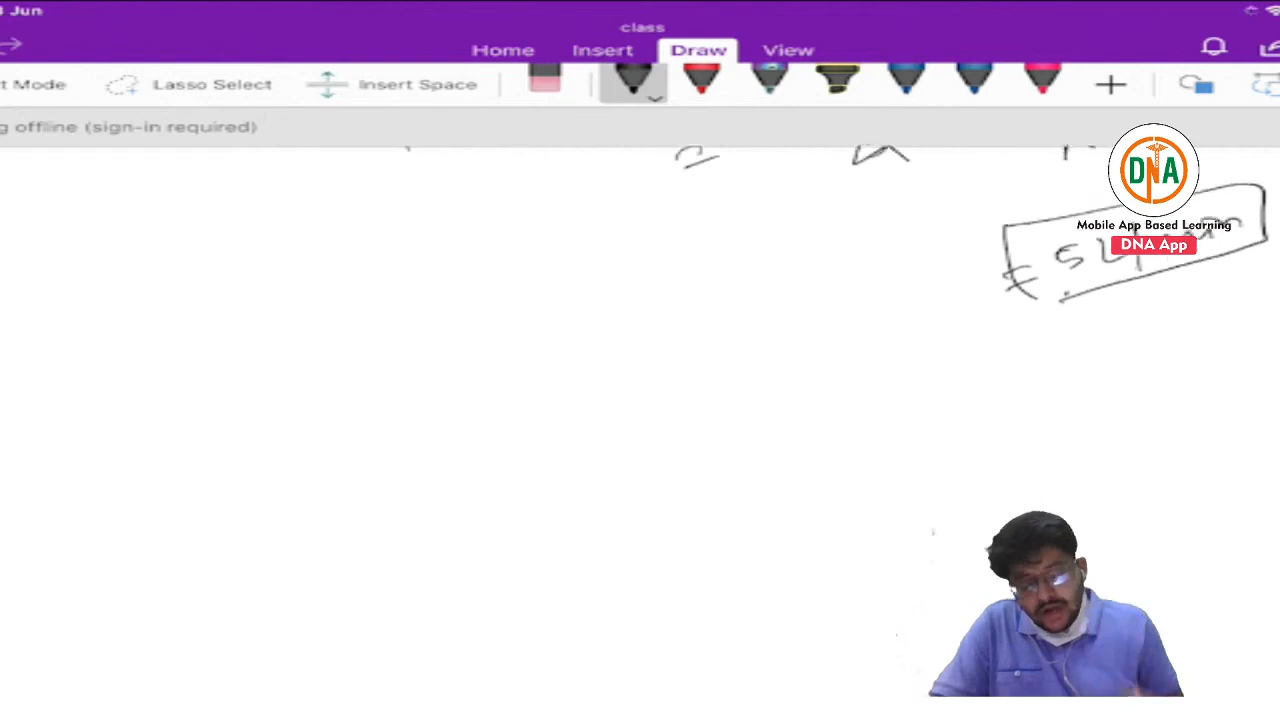 3 Jun
class
Home Insert Draw View
t Mode Lasso Select Insert Space
g offline (sign-in required)
DNA
Mobile App Based Learning
DNA App